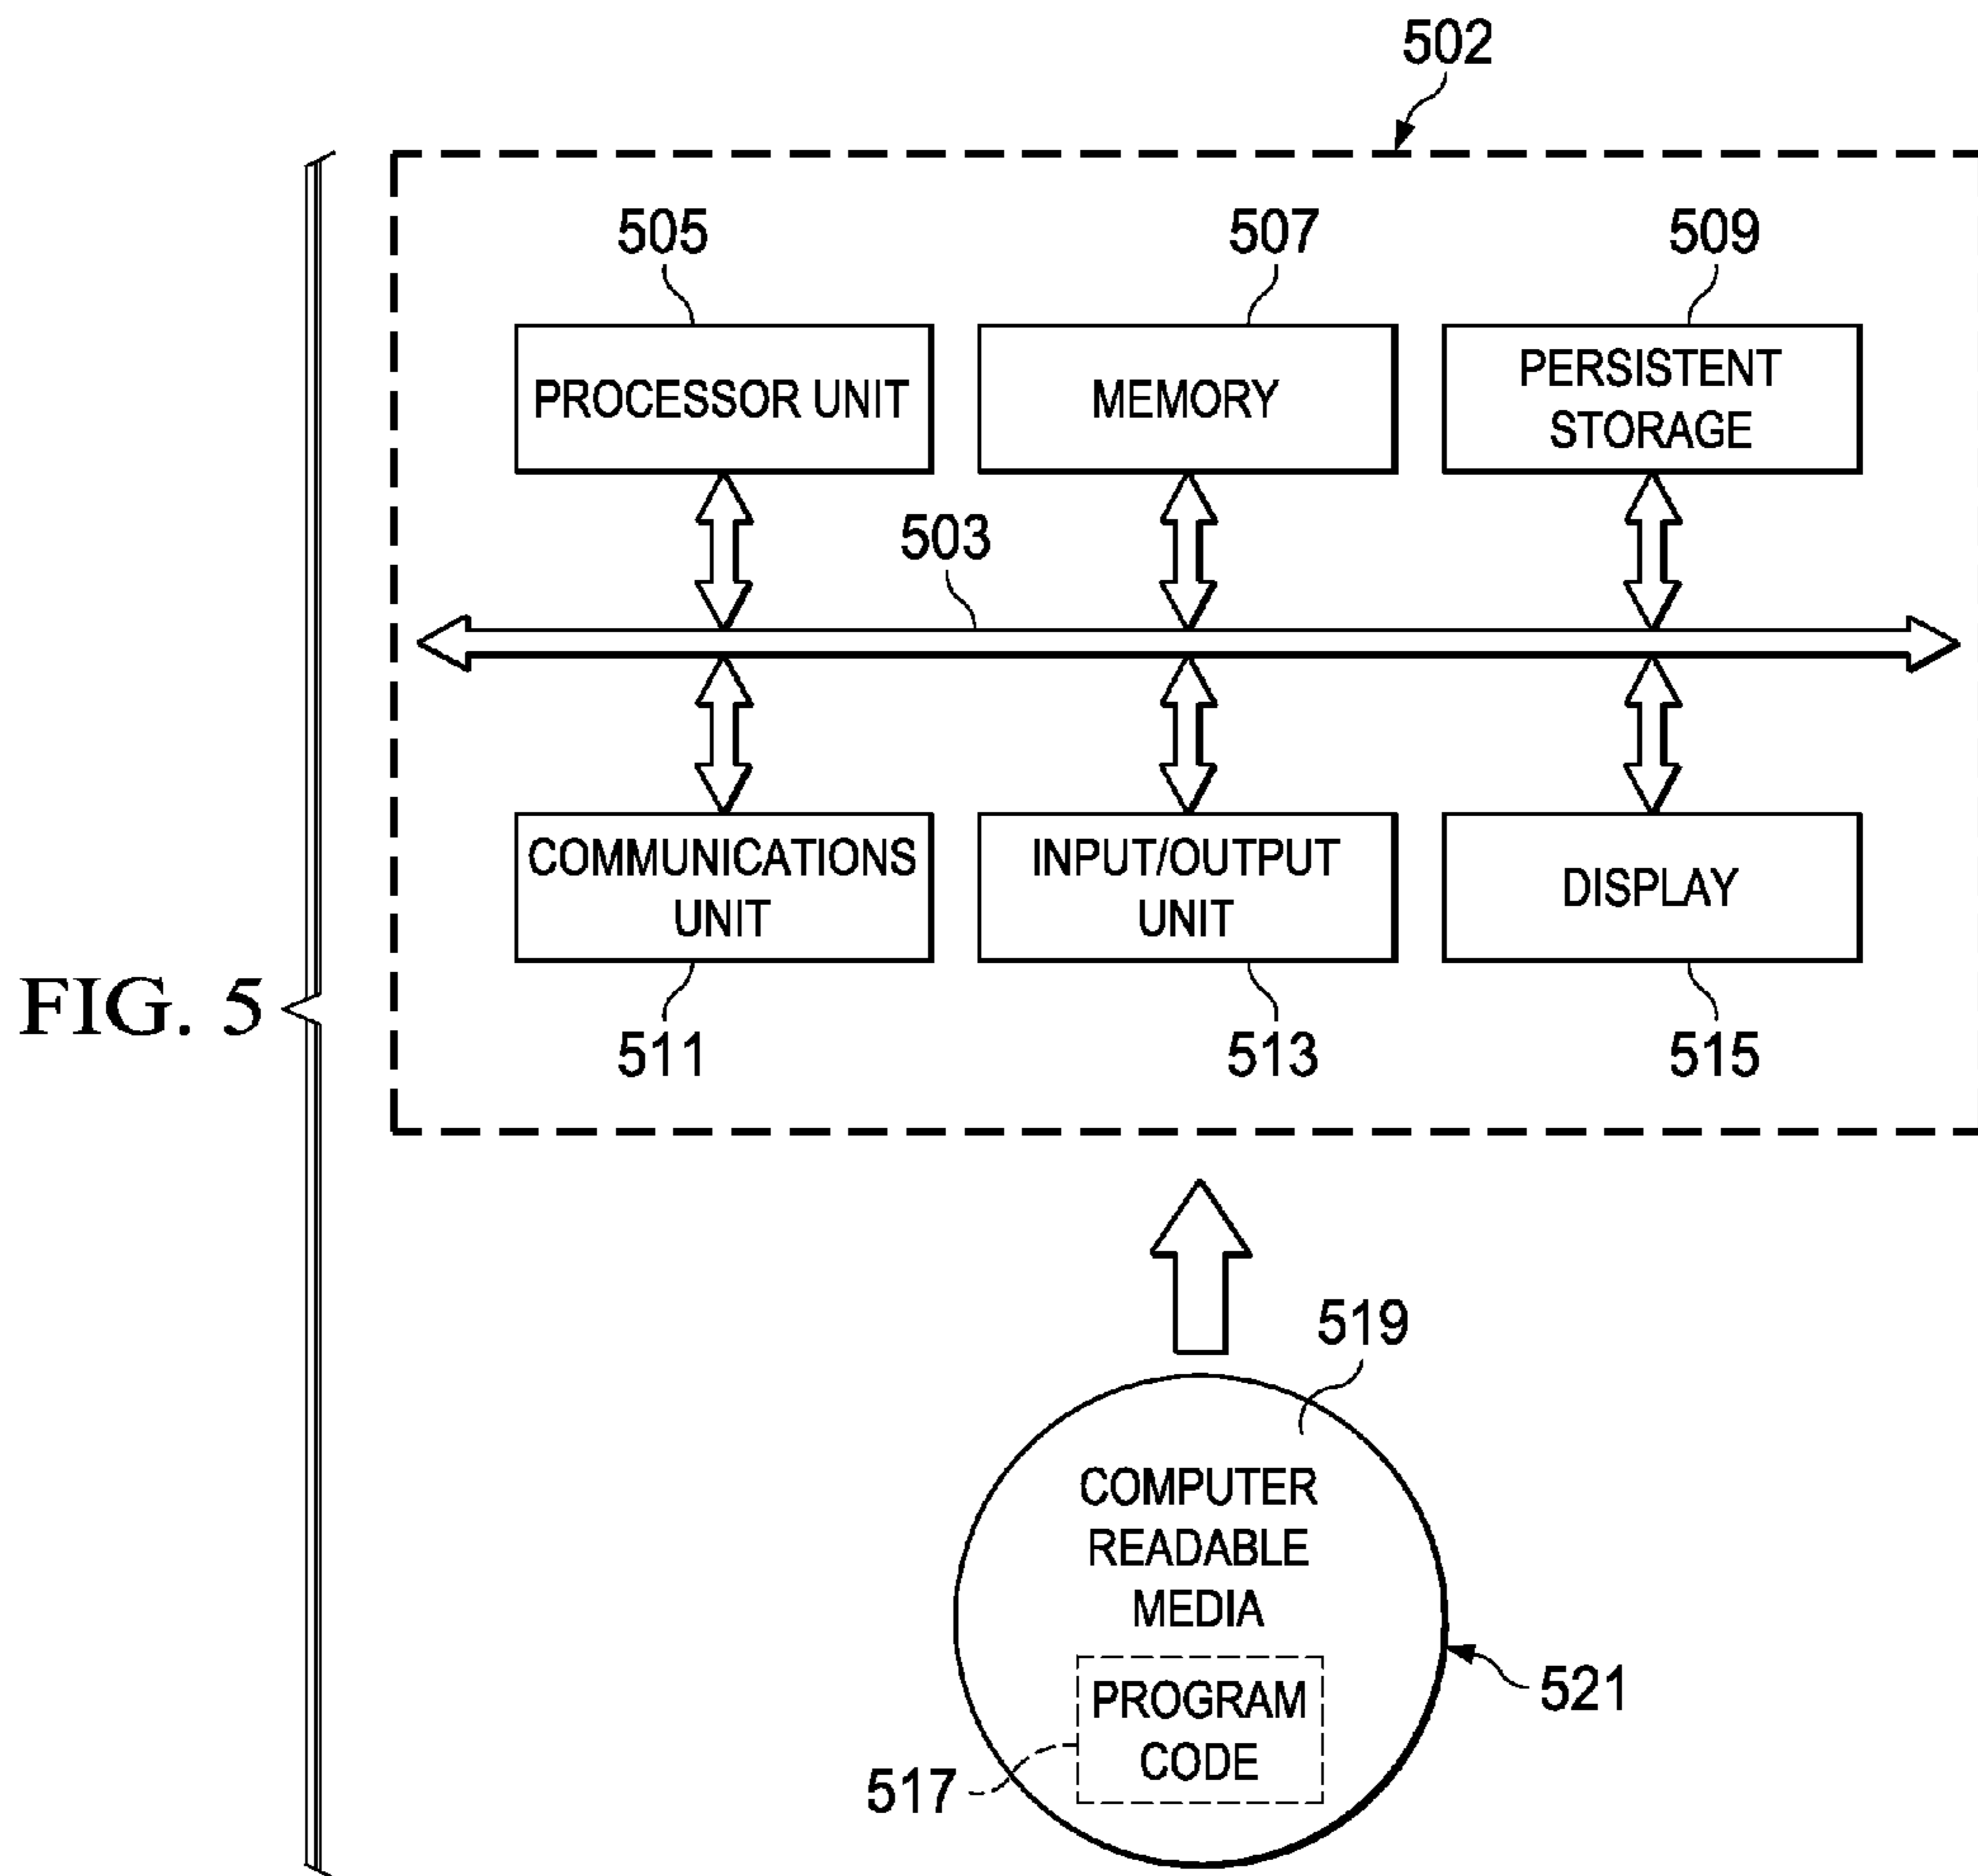 502
505
507
509
PROCESSOR UNIT
MEMORY
PERSISTENT
STORAGE
503
COMMUNICATIONS
UNIT
INPUT/OUTPUT
UNIT
DISPLAY
FIG. 5
511
513
515
519
COMPUTER
READABLE
MEDIA
PROGRAM
CODE
521
517